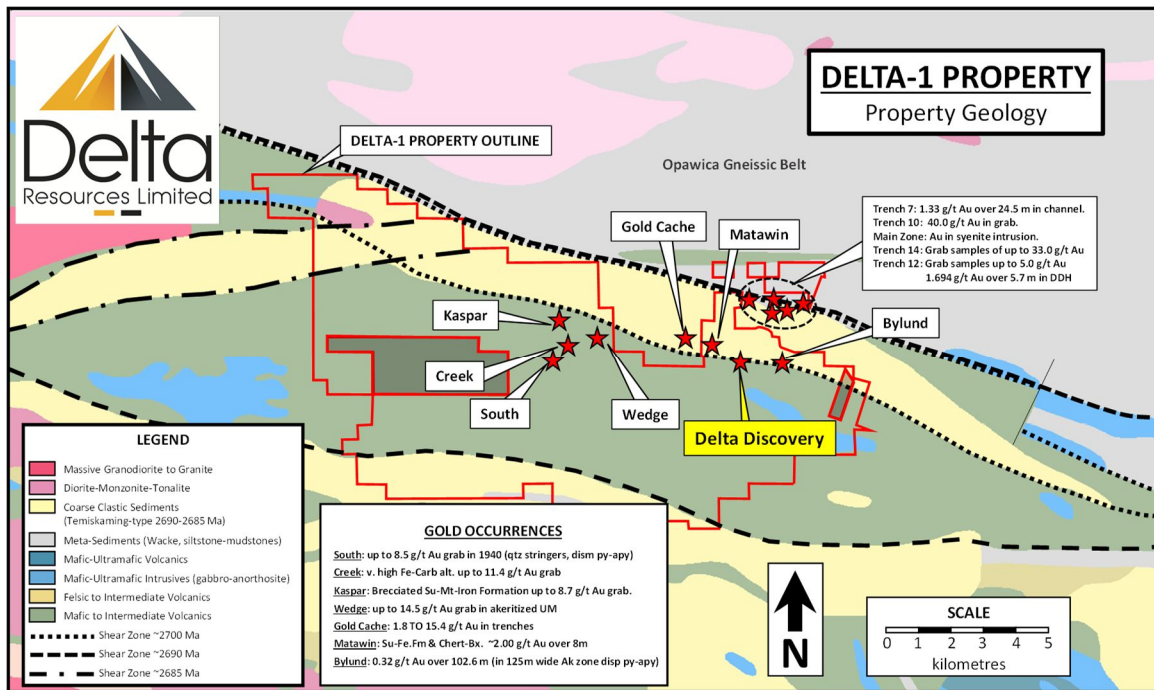 Delta
Resources Limited
DELTA-1 PROPERTY
Property Geology
DELTA-1 PROPERTY OUTLINE
Opawica Gneissic Belt
Trench 7: 1.33 g/t Au over 24.5 m in channel.
Trench 10: 40.0 g/t Au in grab.
Main Zone: Au in syenite intrusion.
Trench 14: Grab samples of up to 33.0 g/t Au
Trench 12: Grab samples up to 5.0 g/t Au
1.694 g/t Au over 5.7 m in DDH
Gold Cache
Matawin
Kaspar
Bylund
Creek
South
Wedge
Delta Discovery
LEGEND
Massive Granodiorite to Granite
Diorite-Monzonite-Tonalite
Coarse Clastic Sediments
(Temiskaming-type 2690-2685 Ma)
Meta-Sediments (Wacke, siltstone-mudstones)
Mafic-Ultramafic Volcanics
Mafic-Ultramafic Intrusives (gabbro-anorthosite)
Felsic to Intermediate Volcanics
Mafic to Intermediate Volcanics
Shear Zone ~2700 Ma
Shear Zone ~2690 Ma
Shear Zone ~2685 Ma
GOLD OCCURRENCES
South: up to 8.5 g/t Au grab in 1940 (qtz stringers, dism py-apy)
Creek: v. high Fe-Carb alt. up to 11.4 g/t Au grab
Kaspar: Brecciated Su-Mt-Iron Formation up to 8.7 g/t Au grab.
Wedge: up to 14.5 g/t Au grab in akeritized UM
Gold Cache: 1.8 TO 15.4 g/t Au in trenches
Matawin: Su-Fe.Fm & Chert-Bx. ~2.00 g/t Au over 8m
Bylund: 0.32 g/t Au over 102.6 m (in 125m wide Ak zone disp py-apy)
N
SCALE
0 1 2 3 4 5
kilometres